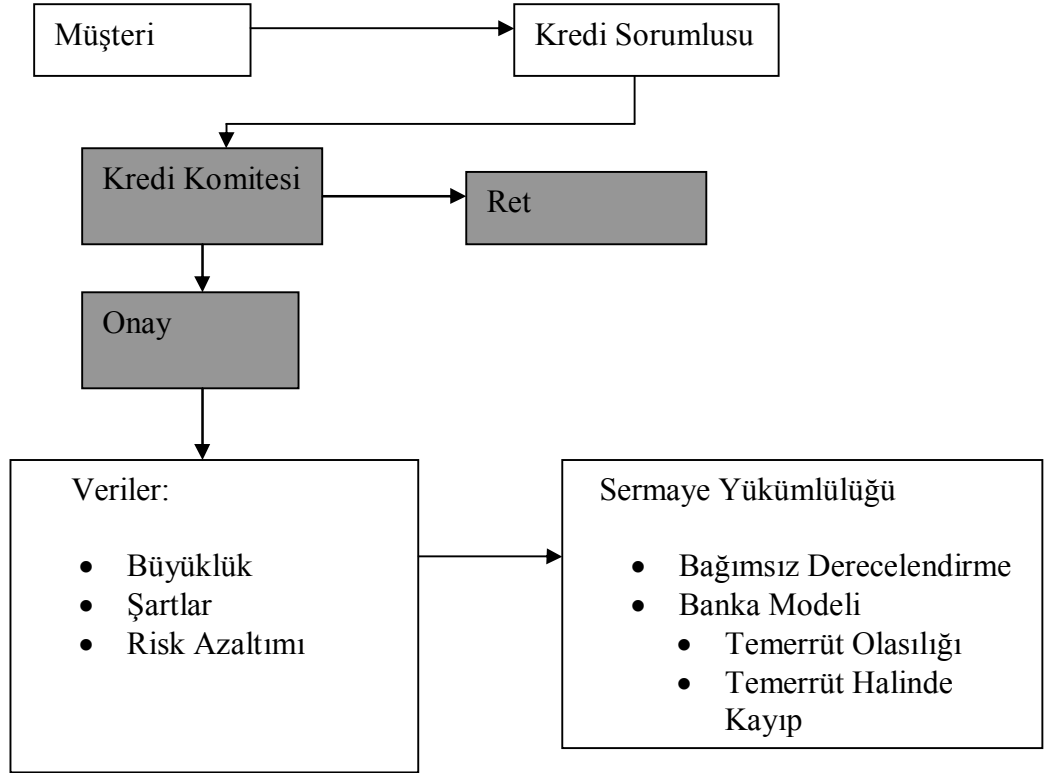 Müşteri
Kredi Sorumlusu
Kredi Komitesi
Ret
Onay
Veriler:
• Büyüklük
• Şartlar
• Risk Azaltımı
Sermaye Yükümlülüğü
• Bağımsız Derecelendirme
• Banka Modeli
• Temerrüt Olasılığı
• Temerrüt Halinde
Kayıp